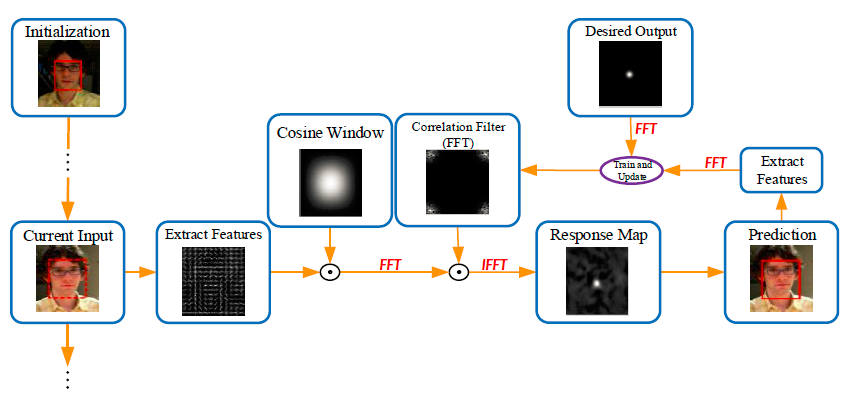 Initialization
Desired Output
Cosine Window
Correlation Filter
(FFT)
FFT
Train and
Update
FFT
Extract
Features
Current Input
Extract Features
FFT
IFFT
Response Map
Prediction